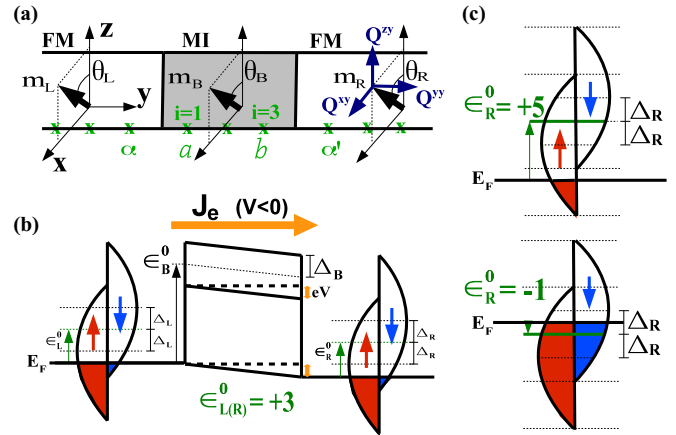 (a)
FM MI FM
z
θ_L θ_B θ_R
m_L m_B m_R
y
x
Q^zy
Q^xy Q^yy
i=1 i=3
x x x x x x x x x
α a b α'
(b)
J_e (V<0)
∈_B^0
Δ_B
eV
Δ_L
Δ_L
∈_L^0
E_F
Δ_R
Δ_R
∈_R^0
∈_L(R)^0 = +3
(c)
∈_R^0 = +5
Δ_R
Δ_R
E_F
∈_R^0 = -1
E_F
Δ_R
Δ_R